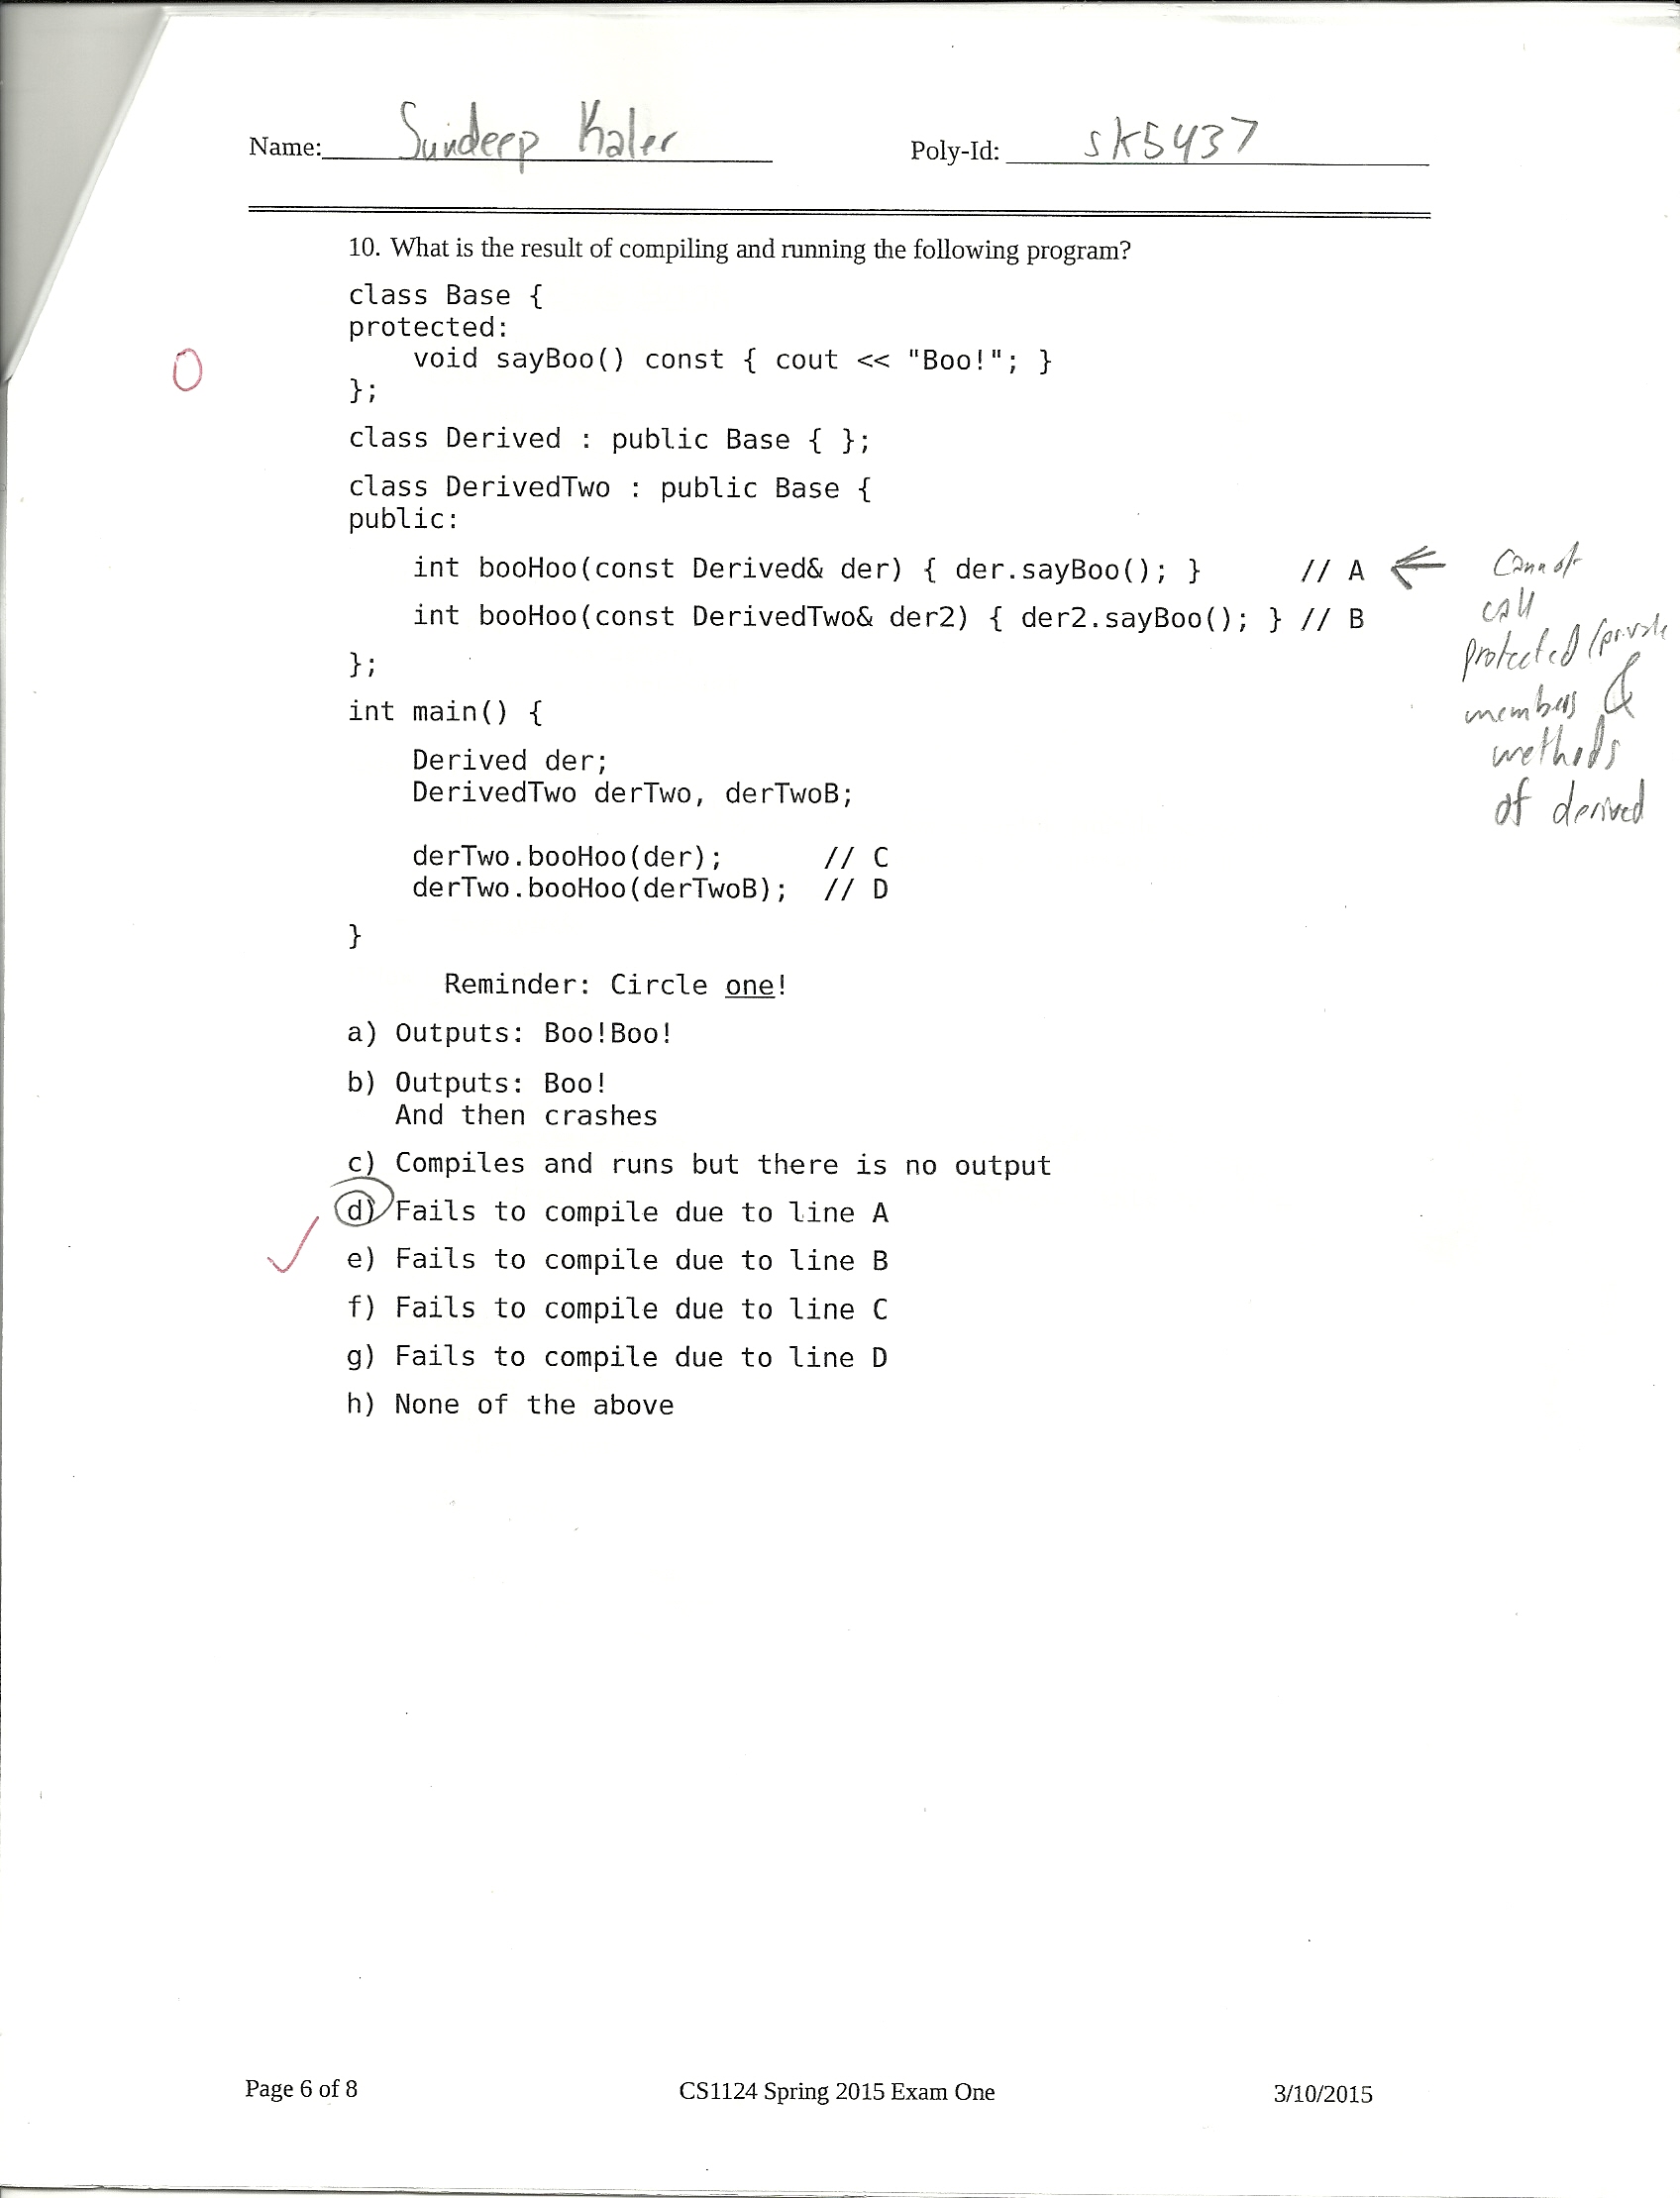 Name: Sundeep Kaler Poly-Id: sk5437
10. What is the result of compiling and running the following program?
class Base {
protected:
    void sayBoo() const { cout << "Boo!"; }
};
0
class Derived : public Base { };
class DerivedTwo : public Base {
public:
    int booHoo(const Derived& der) { der.sayBoo(); }      // A
    int booHoo(const DerivedTwo& der2) { der2.sayBoo(); } // B
};
Cannot
call
protected/private
members &
methods
of derived
int main() {
    Derived der;
    DerivedTwo derTwo, derTwoB;
    derTwo.booHoo(der);      // C
    derTwo.booHoo(derTwoB);  // D
}
Reminder: Circle one!
a) Outputs: Boo!Boo!
b) Outputs: Boo!
And then crashes
c) Compiles and runs but there is no output
d) Fails to compile due to line A
e) Fails to compile due to line B
f) Fails to compile due to line C
g) Fails to compile due to line D
h) None of the above
Page 6 of 8 CS1124 Spring 2015 Exam One 3/10/2015